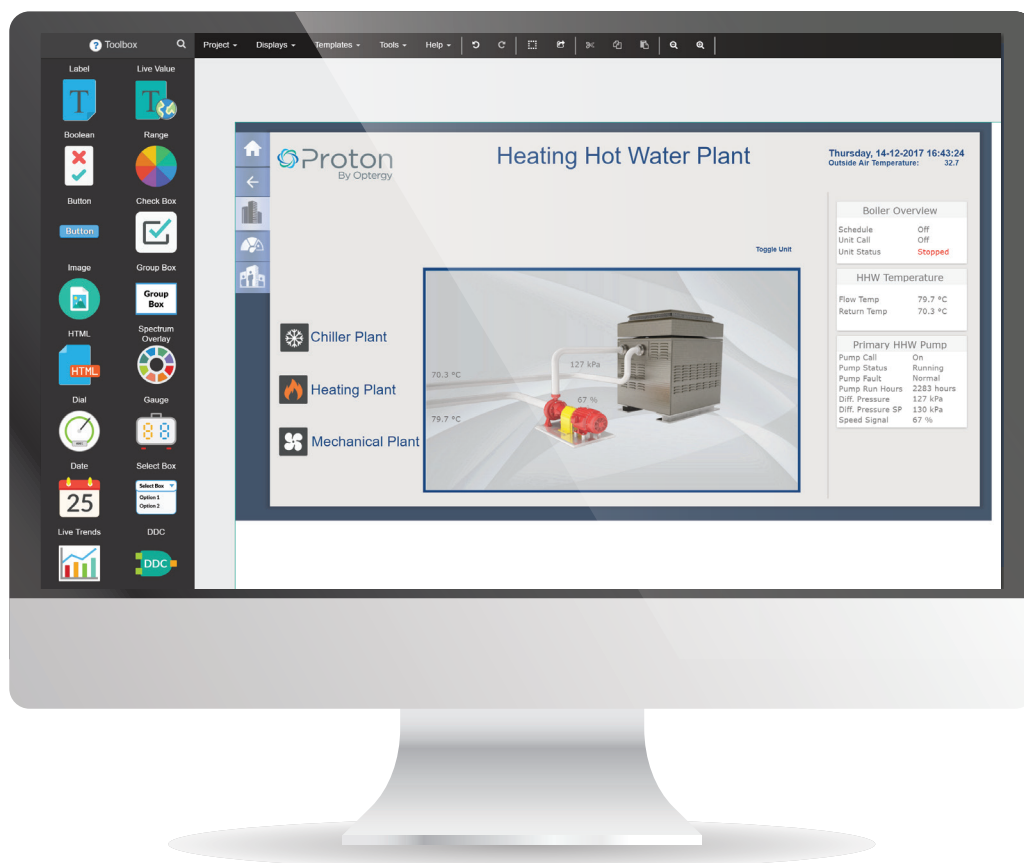 Toolbox
Project Displays Templates Tools Help
Label Live Value
T T
Boolean Range
Button Check Box
Button
Image Group Box
Group
Box
HTML Spectrum
Overlay
HTML
Dial Gauge
88
Date Select Box
25
Select Box
Option 1
Option 2
Live Trends DDC
DDC
Proton
By Optergy
Heating Hot Water Plant
Thursday, 14-12-2017 16:43:24
Outside Air Temperature: 32.7
Toggle Unit
Chiller Plant
Heating Plant
Mechanical Plant
127 kPa
70.3 °C
67 %
79.7 °C
Boiler Overview
Schedule Off
Unit Call Off
Unit Status Stopped
HHW Temperature
Flow Temp 79.7 °C
Return Temp 70.3 °C
Primary HHW Pump
Pump Call On
Pump Status Running
Pump Fault Normal
Pump Run Hours 2283 hours
Diff. Pressure 127 kPa
Diff. Pressure SP 130 kPa
Speed Signal 67 %